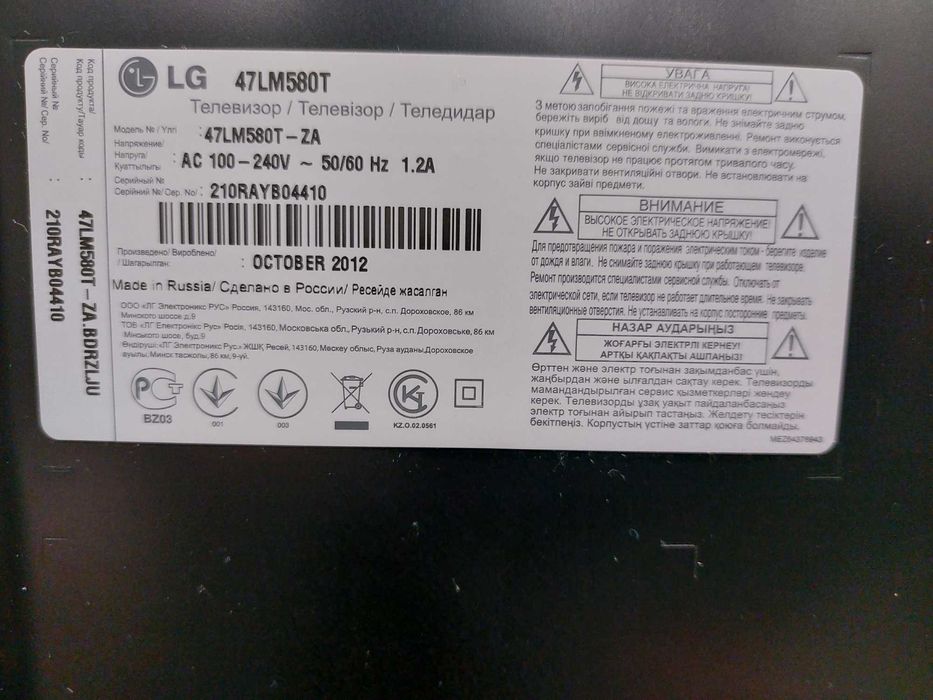 LG 47LM580T
Телевизор / Телевізор / Теледидар
Модель № / Үлгі : 47LM580T-ZA
Напряжение/
Напруга/
Қуаттылығы : AC 100-240V ~ 50/60 Hz 1.2A
Серийный №
Серійний №/Сер. No/ : 210RAYB04410
Произведено/ Вироблено/
/ Шығарылған: : OCTOBER 2012
Made in Russia/ Сделано в России/ Ресейде жасалған
ООО «ЛГ Электроникс РУС» Россия, 143160, Мос. обл., Рузский р-н, с.п. Дороховское, 86 км
Минского шоссе д.9
ТОВ «ЛГ Електронікс Рус» Росія, 143160, Московська обл., Рузький р-н, с.п. Дороховське, 86 км
Мінського шосе, буд.9
Өндіруші: «ЛГ Электроникс Рус.» ЖШҚ Ресей, 143160, Мәскеу облыс, Руза ауданы, Дороховское
ауылы, Минск тасжолы, 86 км, 9-үй.
BZ03
001
003
KZ.O.02.0561
Код продукта/
Код продукту/Тауар коды : 47LM580T-ZA.BDRZLJU
Серийный №
Серійний №/ Сер. No/ : 210RAYB04410
УВАГА
ВИСОКА ЕЛЕКТРИЧНА НАПРУГА!
НЕ ВІДКРИВАТИ ЗАДНЮ КРИШКУ!
З метою запобігання пожежі та враження електричним струмом,
бережіть виріб від дощу та вологи. Не знімайте задню
кришку при ввімкненому електроживленні. Ремонт виконується
спеціалістами сервісної служби. Вимикати з електромережі,
якщо телевізор не працює протягом тривалого часу.
Не закривати вентиляційні отвори. Не встановлювати на
корпус зайві предмети.
ВНИМАНИЕ
ВЫСОКОЕ ЭЛЕКТРИЧЕСКОЕ НАПРЯЖЕНИЕ!
НЕ ОТКРЫВАТЬ ЗАДНЮЮ КРЫШКУ!
Для предотвращения пожара и поражения электрическим током - берегите изделие
от дождя и влаги. Не снимайте заднюю крышку при работающем телевизоре.
Ремонт производится специалистами сервисной службы. Отключать от
электрической сети, если телевизор не работает длительное время. Не закрывать
вентиляционные отверстия. Не устанавливать на корпус посторонние предметы.
НАЗАР АУДАРЫҢЫЗ
ЖОҒАРҒЫ ЭЛЕКТРЛІ КЕРНЕУ!
АРТҚЫ ҚАҚПАҚТЫ АШПАҢЫЗ!
Өрттен және электр тоғынан зақымданбас үшін,
жаңбырдан және ылғалдан сақтау керек. Телевизорды
мамандандырылған сервис қызметкерлері жөндеу
керек. Телевизорды ұзақ уақыт пайдаланбасаңыз
электр тоғынан айырып тастаңыз. Желдету тесіктерін
бекітпеңіз. Корпустың үстіне заттар қоюға болмайды.
MEZ64376943